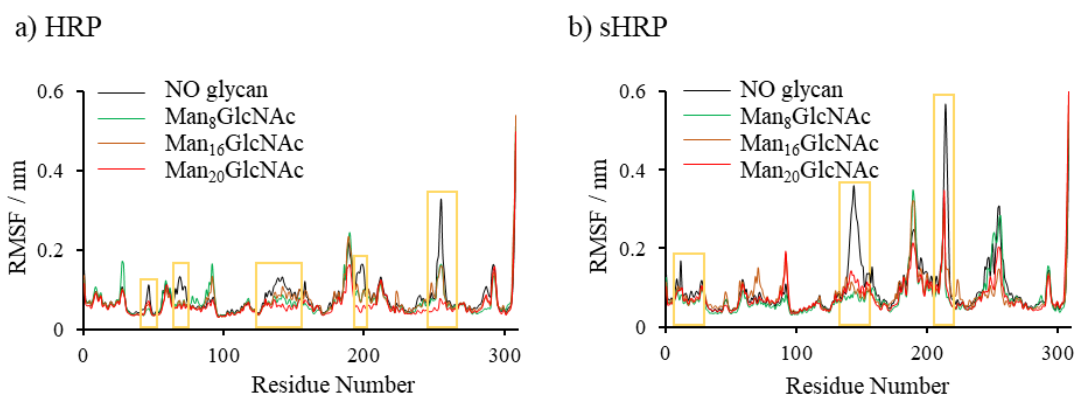 a) HRP
NO glycan
Man₈GlcNAc
Man₁₆GlcNAc
Man₂₀GlcNAc
RMSF / nm
0.6
0.4
0.2
0
0 100 200 300
Residue Number
b) sHRP
NO glycan
Man₈GlcNAc
Man₁₆GlcNAc
Man₂₀GlcNAc
RMSF / nm
0.6
0.4
0.2
0
0 100 200 300
Residue Number